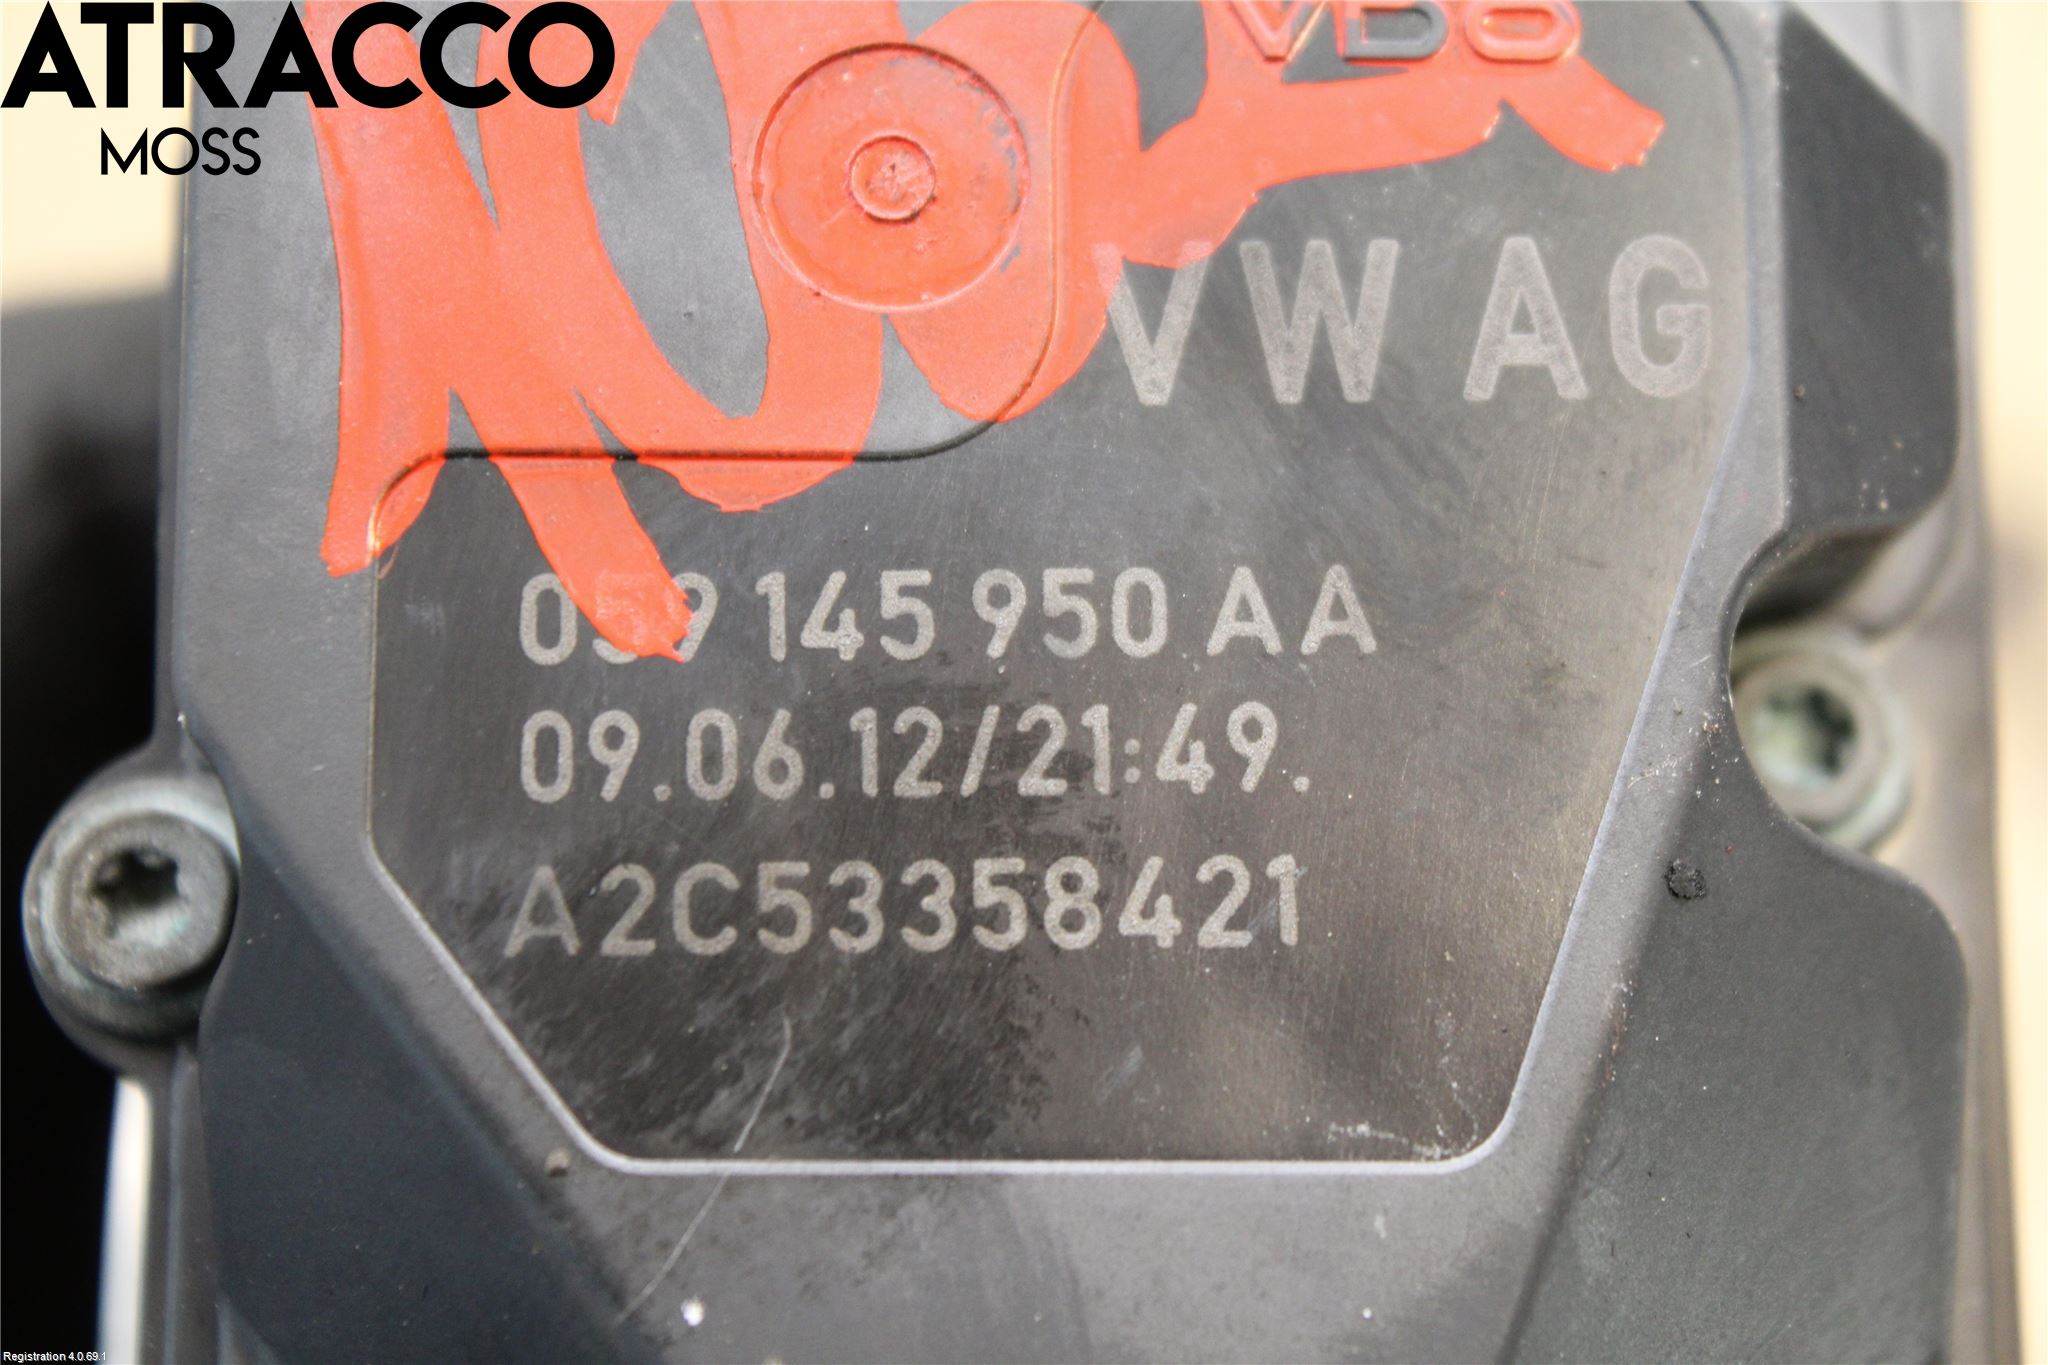 ATRACCO
MOSS
VDO
VW AG
059 145 950 AA
09.06.12/21:49.
A2C53358421
Registration 4.0.69.1